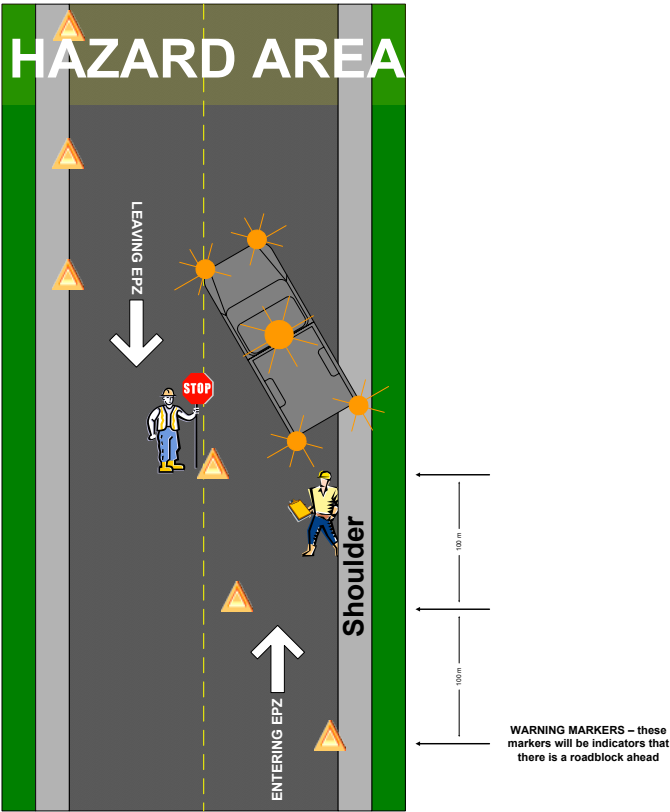 HAZARD AREA
LEAVING EPZ
STOP
Shoulder
100 m
100 m
ENTERING EPZ
WARNING MARKERS – these
markers will be indicators that
there is a roadblock ahead